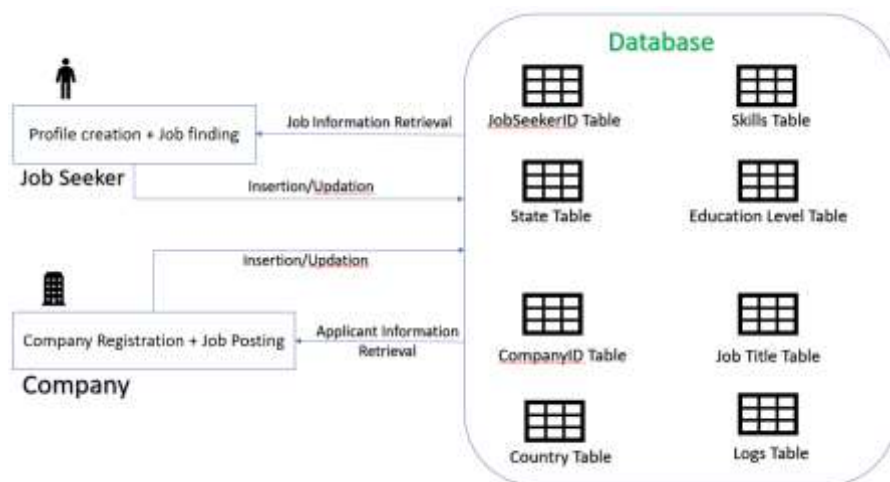 Database
JobSeekerID Table
Skills Table
Profile creation + Job finding
Job Information Retrieval
Job Seeker
Insertion/Updation
State Table
Education Level Table
Insertion/Updation
Company Registration + Job Posting
Applicant Information
Retrieval
CompanyID Table
Job Title Table
Company
Country Table
Logs Table